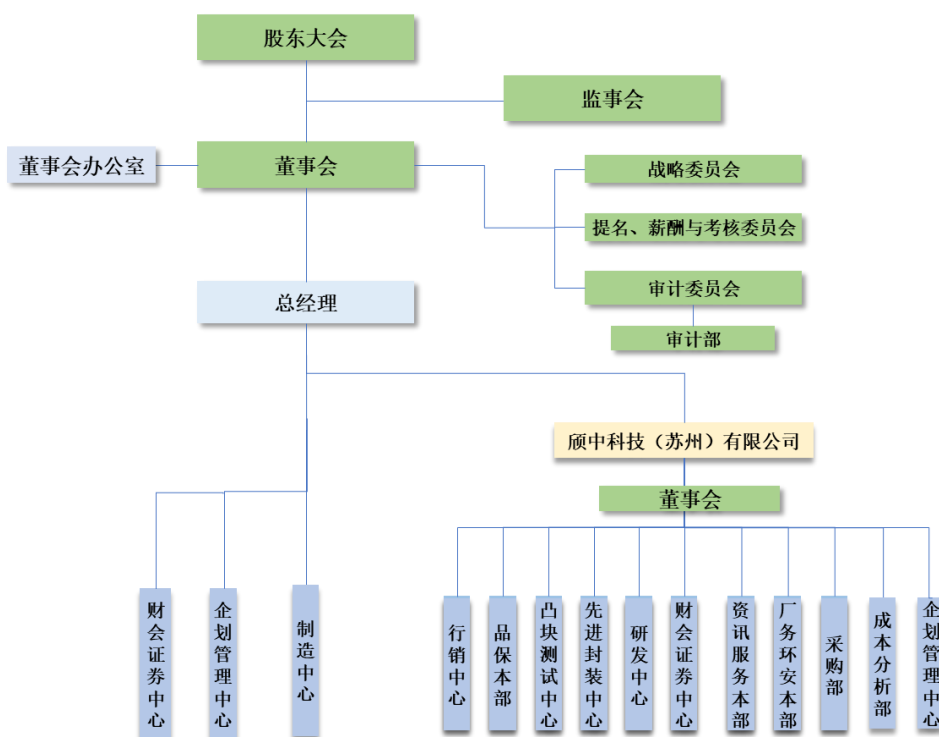 股东大会
监事会
董事会办公室
董事会
战略委员会
提名、薪酬与考核委员会
审计委员会
审计部
总经理
颀中科技（苏州）有限公司
董事会
财会证券中心
企划管理中心
制造中心
行销中心
品保本部
凸块测试中心
先进封装中心
研发中心
财会证券中心
资讯服务本部
厂务环安本部
采购部
成本分析部
企划管理中心